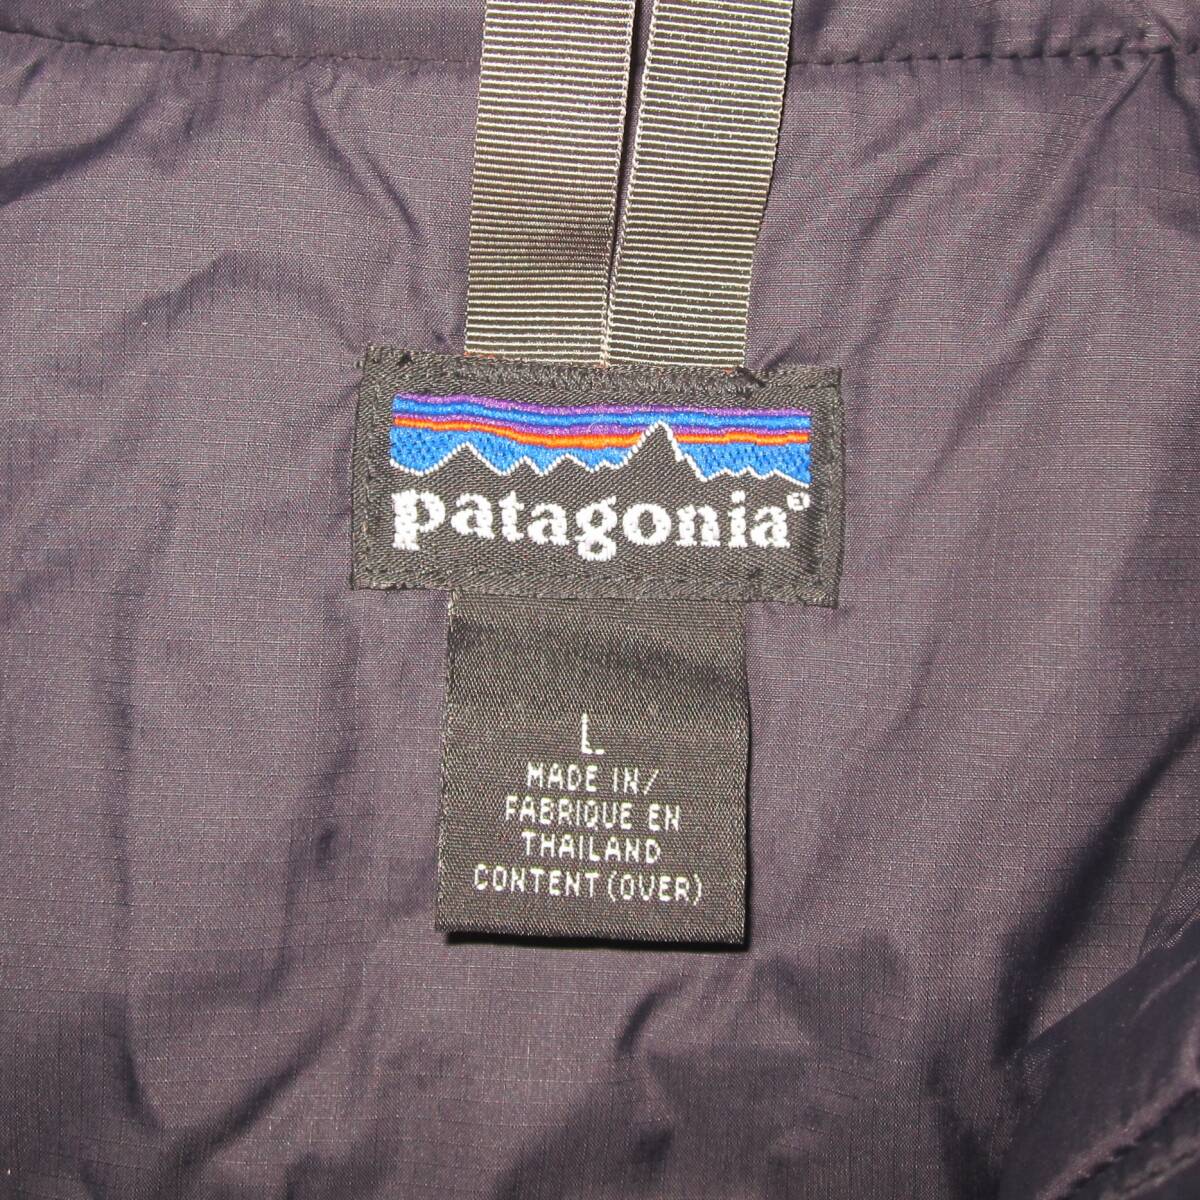 patagonia®
L
MADE IN/
FABRIQUE EN
THAILAND
CONTENT (OVER)